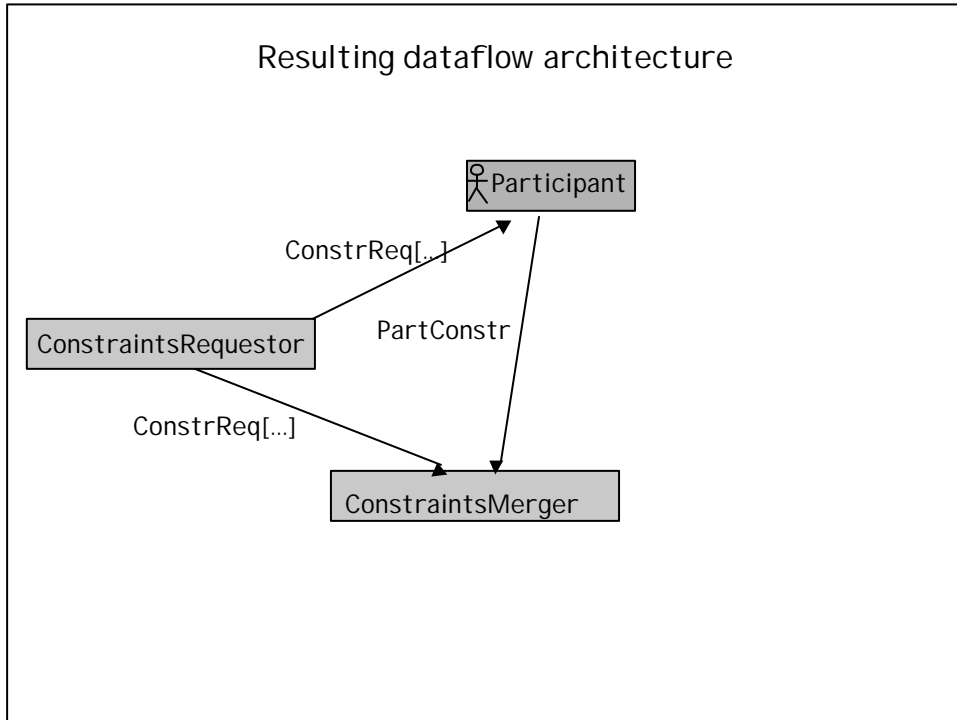 Resulting dataflow architecture
Participant
ConstrReq[...]
PartConstr
ConstraintsRequestor
ConstrReq[...]
ConstraintsMerger